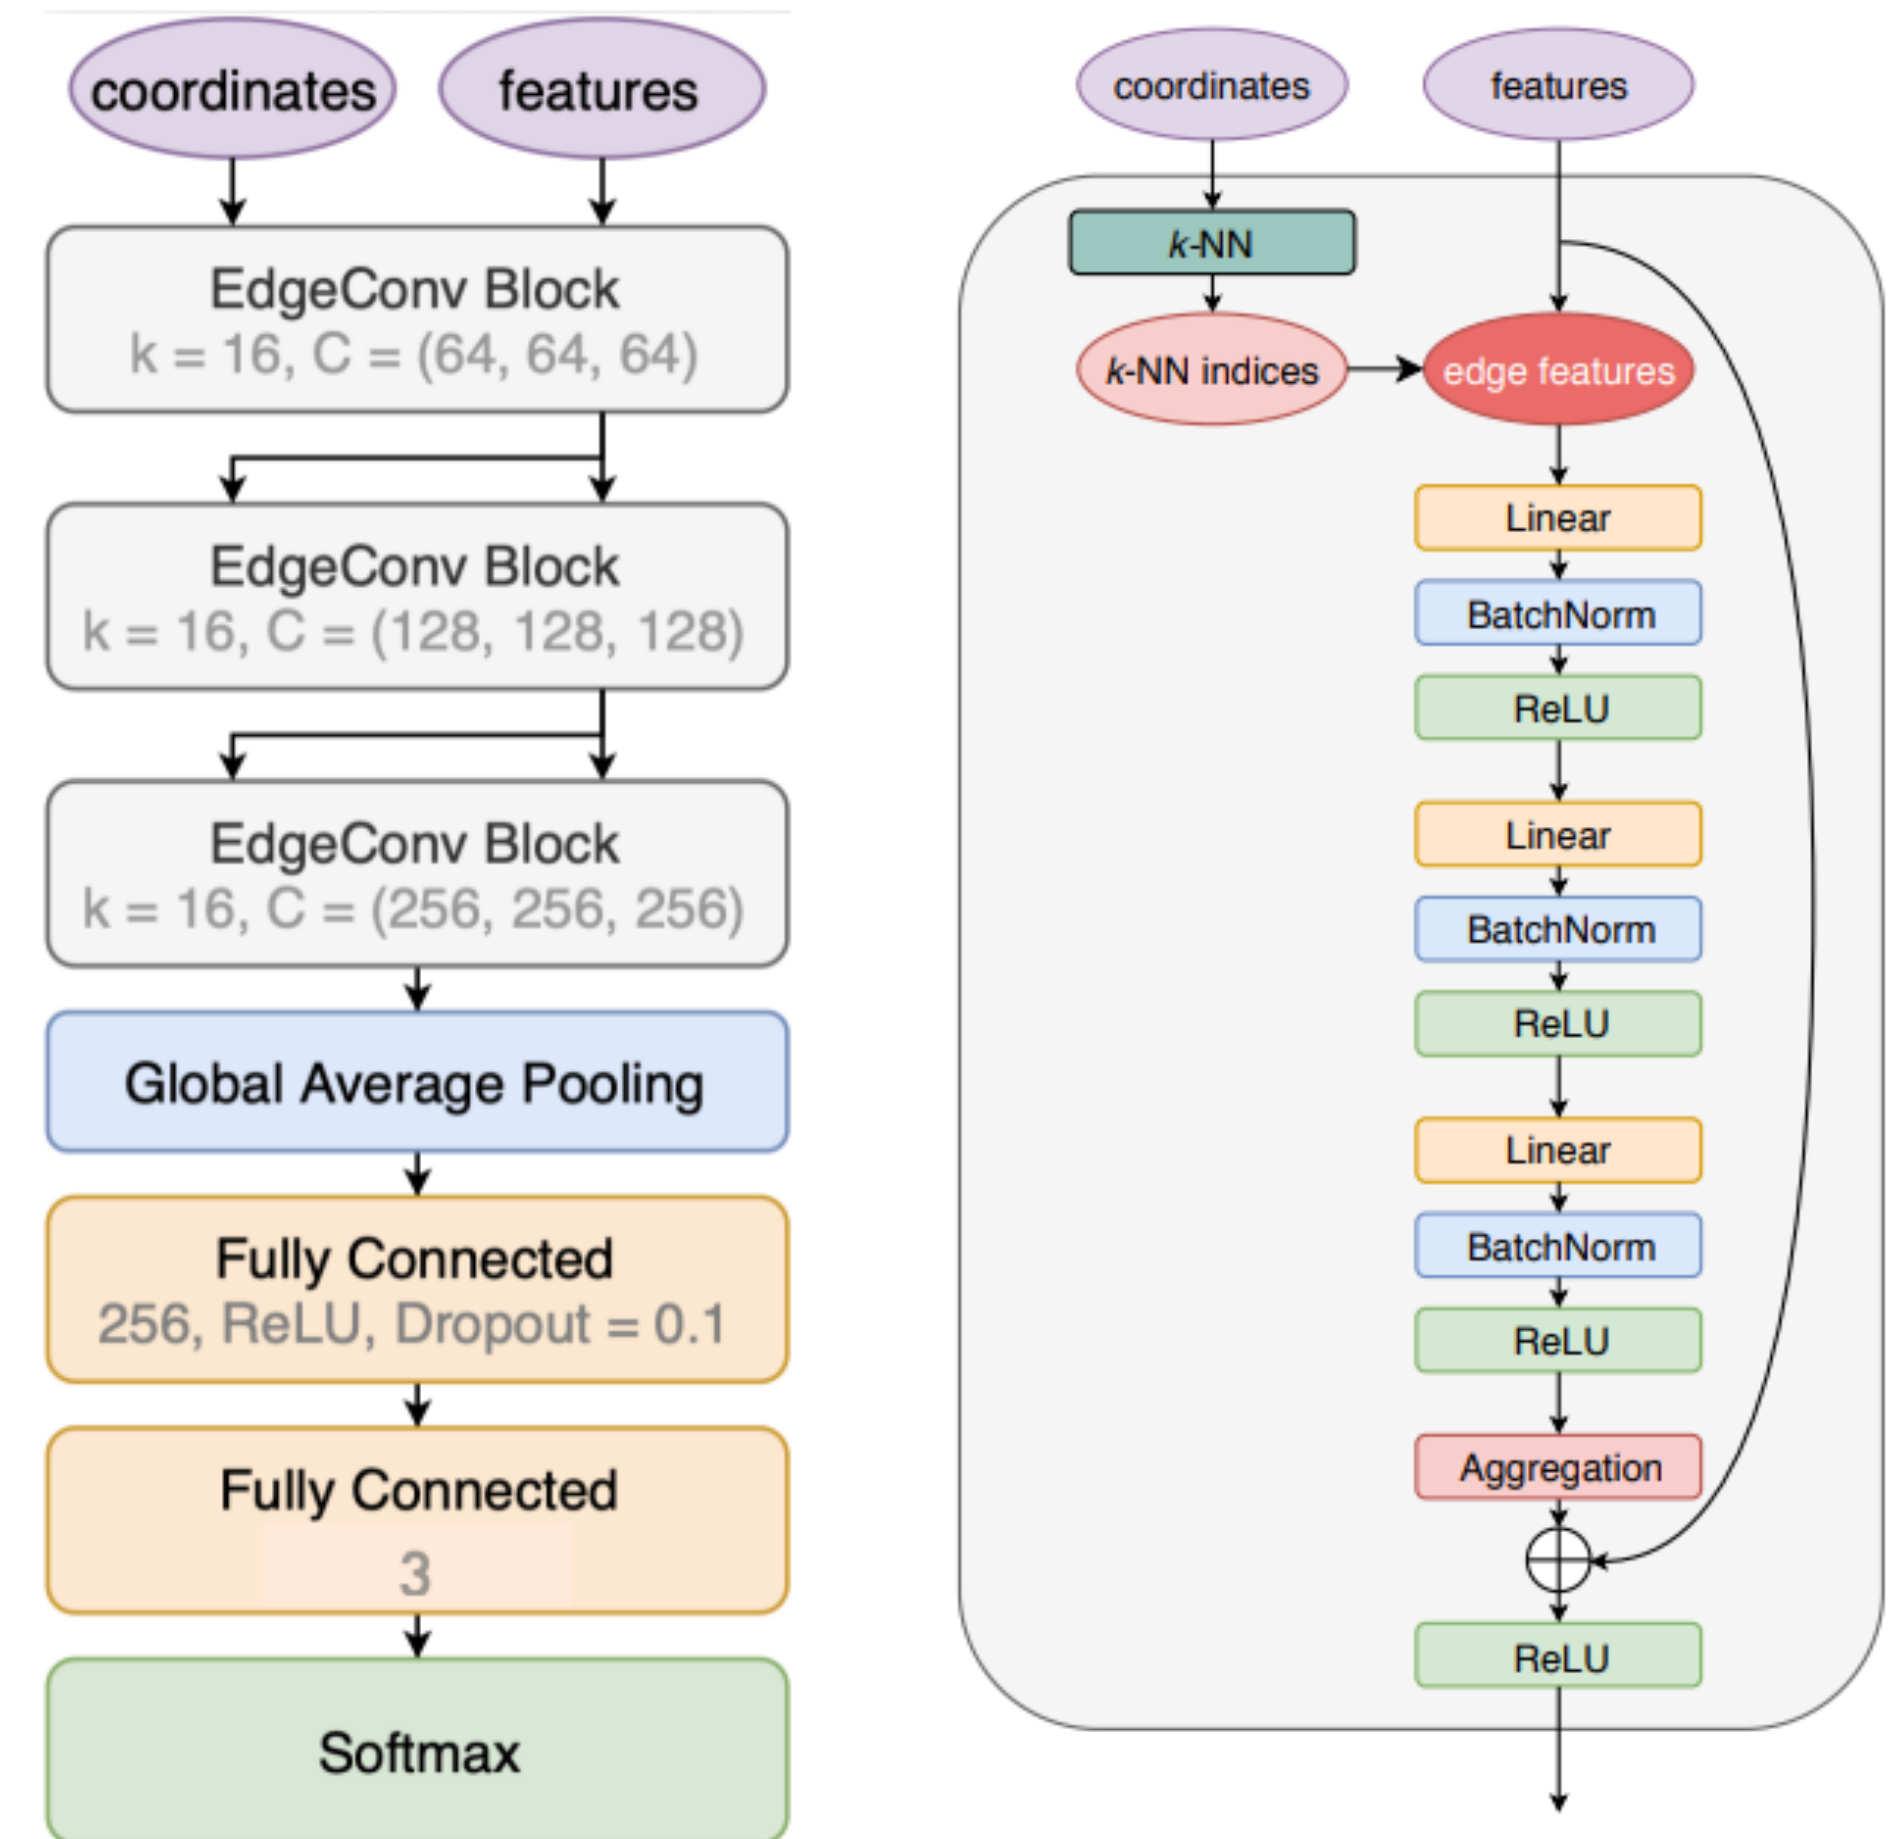 coordinates
features
EdgeConv Block
k = 16, C = (64, 64, 64)
EdgeConv Block
k = 16, C = (128, 128, 128)
EdgeConv Block
k = 16, C = (256, 256, 256)
Global Average Pooling
Fully Connected
256, ReLU, Dropout = 0.1
Fully Connected
3
Softmax
coordinates
features
k-NN
k-NN indices
edge features
Linear
BatchNorm
ReLU
Linear
BatchNorm
ReLU
Linear
BatchNorm
ReLU
Aggregation
ReLU